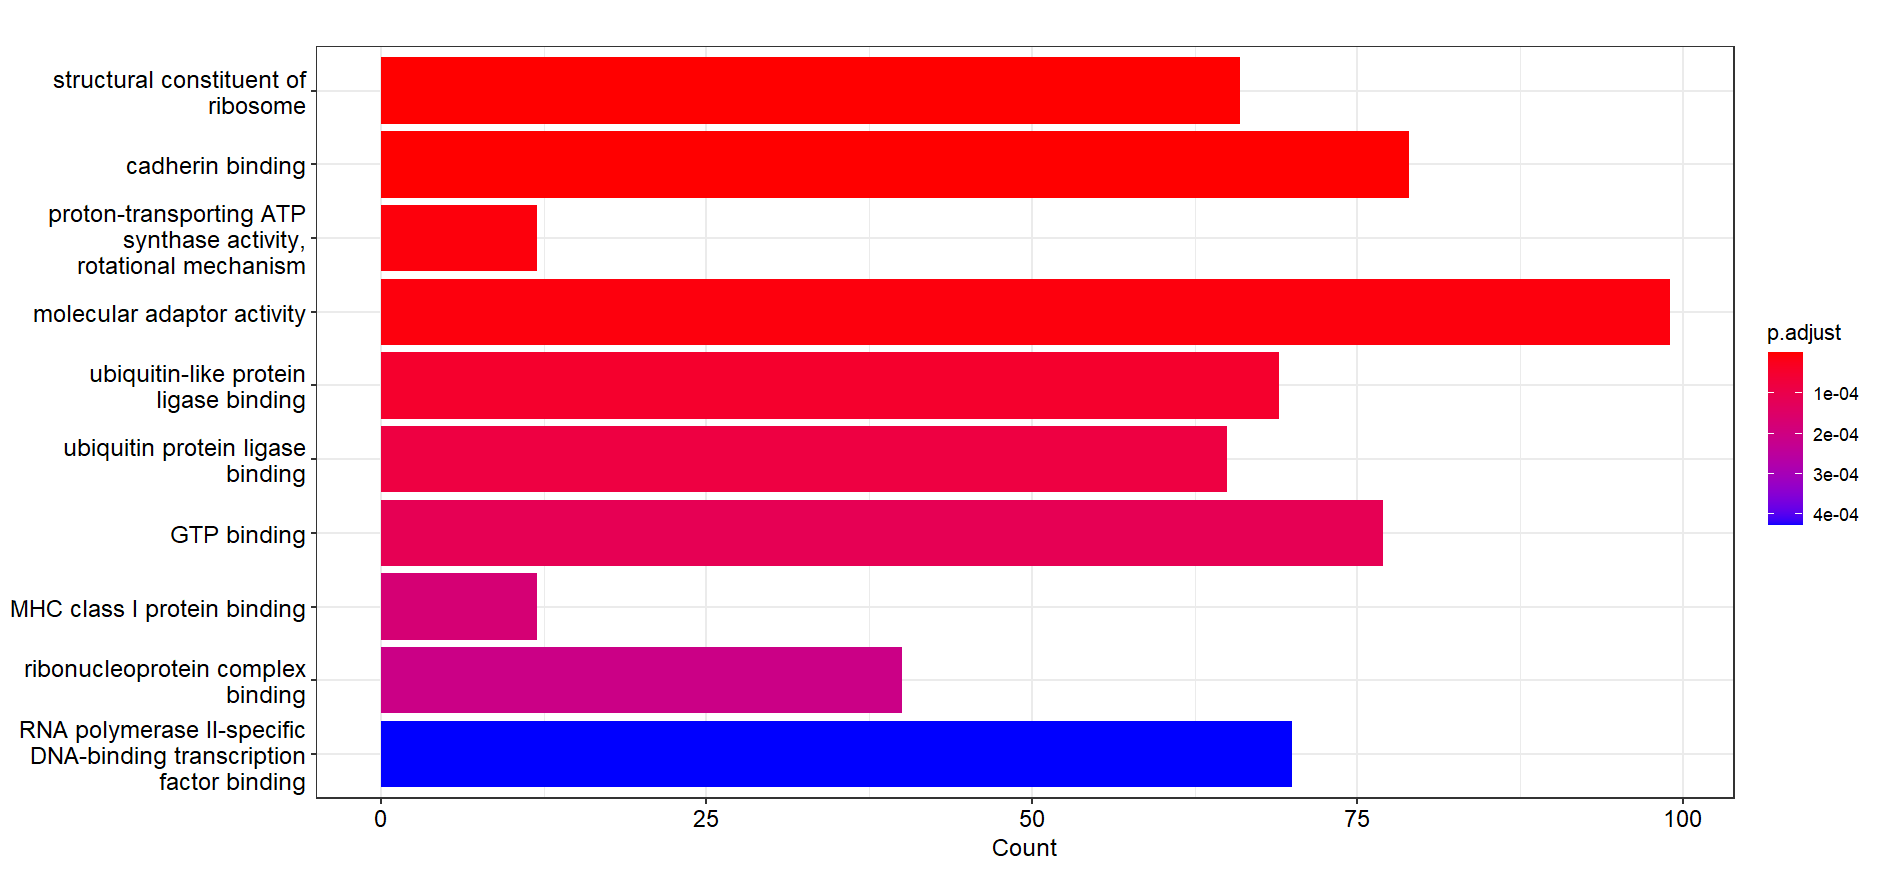 structural constituent of
ribosome
cadherin binding
proton-transporting ATP
synthase activity,
rotational mechanism
molecular adaptor activity
ubiquitin-like protein
ligase binding
ubiquitin protein ligase
binding
GTP binding
MHC class I protein binding
ribonucleoprotein complex
binding
RNA polymerase II-specific
DNA-binding transcription
factor binding
0 25 50 75 100
Count
p.adjust
1e-04
2e-04
3e-04
4e-04